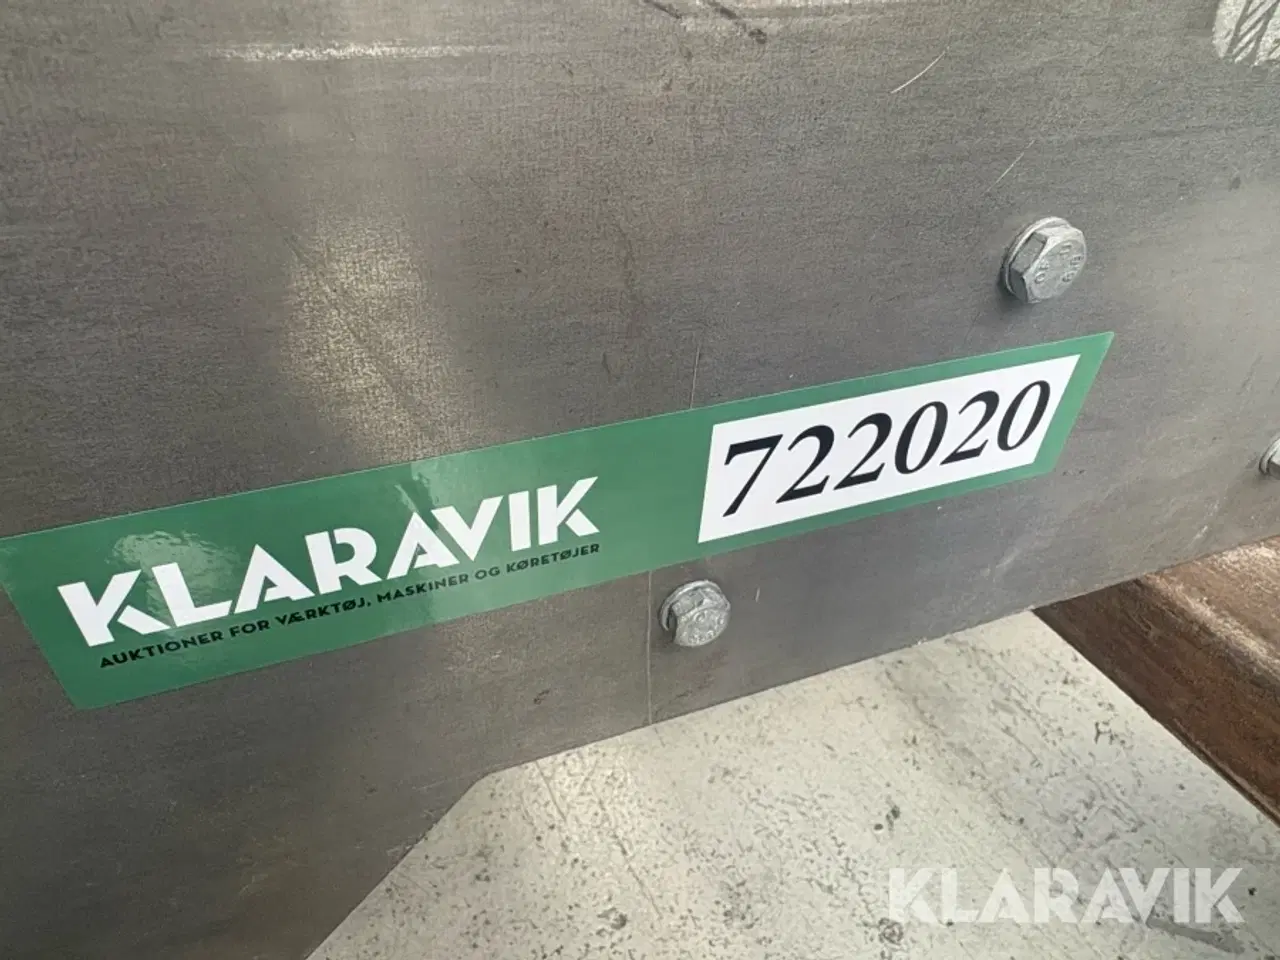 KLARAVIK
AUKTIONER FOR VÆRKTØJ, MASKINER OG KØRETØJER
722020
KLARAVIK